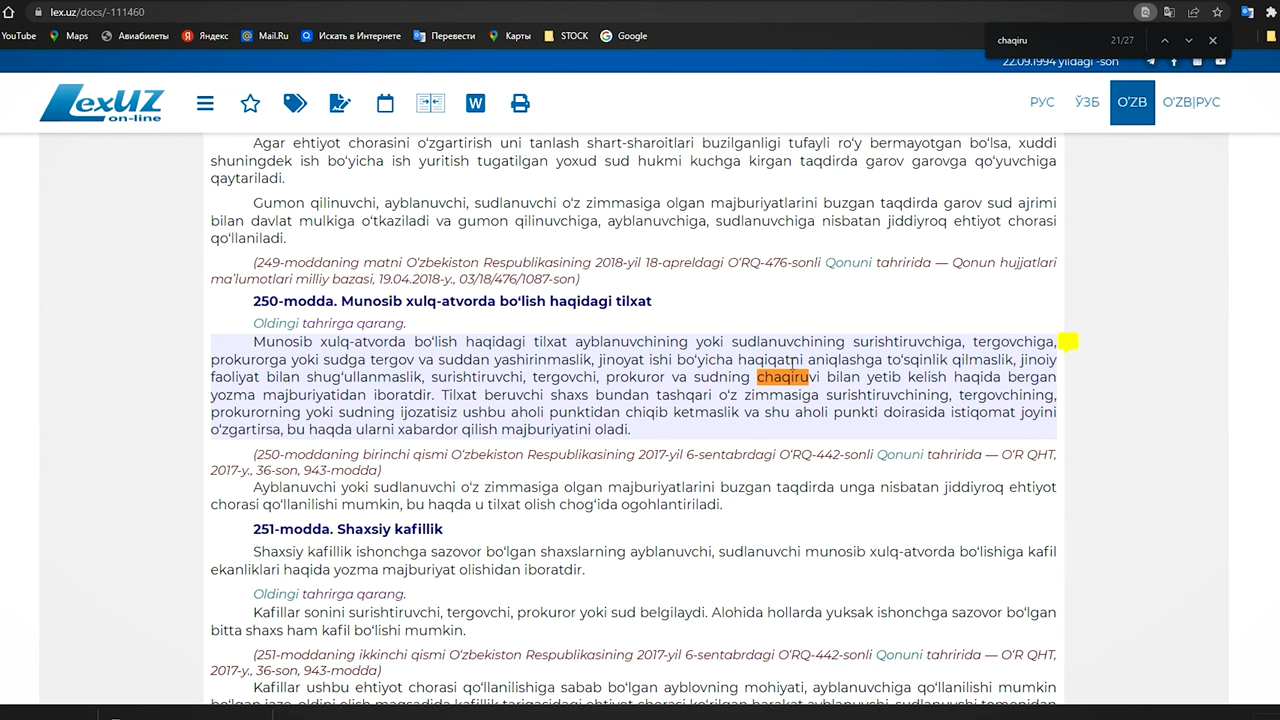 lex.uz/docs/-111460
YouTube Maps Авиабилеты Яндекс Mail.Ru Искать в Интернете Перевести Карты STOCK Google
chaqiru 21/27
22.09.1994 yildagi -son
LexUZ
on-line
РУС ЎЗБ O'ZB O'ZB|РУС
Agar ehtiyot chorasini o‘zgartirish uni tanlash shart-sharoitlari buzilganligi tufayli ro‘y bermayotgan bo‘lsa, xuddi
shuningdek ish bo‘yicha ish yuritish tugatilgan yoxud sud hukmi kuchga kirgan taqdirda garov garovga qo‘yuvchiga
qaytariladi.
Gumon qilinuvchi, ayblanuvchi, sudlanuvchi o‘z zimmasiga olgan majburiyatlarini buzgan taqdirda garov sud ajrimi
bilan davlat mulkiga o‘tkaziladi va gumon qilinuvchiga, ayblanuvchiga, sudlanuvchiga nisbatan jiddiyroq ehtiyot chorasi
qo‘llaniladi.
(249-moddaning matni O‘zbekiston Respublikasining 2018-yil 18-apreldagi O‘RQ-476-sonli Qonuni tahririda — Qonun hujjatlari
ma’lumotlari milliy bazasi, 19.04.2018-y., 03/18/476/1087-son)
250-modda. Munosib xulq-atvorda bo‘lish haqidagi tilxat
Oldingi tahrirga qarang.
Munosib xulq-atvorda bo‘lish haqidagi tilxat ayblanuvchining yoki sudlanuvchining surishtiruvchiga, tergovchiga,
prokurorga yoki sudga tergov va suddan yashirinmaslik, jinoyat ishi bo‘yicha haqiqatni aniqlashga to‘sqinlik qilmaslik, jinoiy
faoliyat bilan shug‘ullanmaslik, surishtiruvchi, tergovchi, prokuror va sudning chaqiruvi bilan yetib kelish haqida bergan
yozma majburiyatidan iboratdir. Tilxat beruvchi shaxs bundan tashqari o‘z zimmasiga surishtiruvchining, tergovchining,
prokurorning yoki sudning ijozatisiz ushbu aholi punktidan chiqib ketmaslik va shu aholi punkti doirasida istiqomat joyini
o‘zgartirsa, bu haqda ularni xabardor qilish majburiyatini oladi.
(250-moddaning birinchi qismi O‘zbekiston Respublikasining 2017-yil 6-sentabrdagi O‘RQ-442-sonli Qonuni tahririda — O‘R QHT,
2017-y., 36-son, 943-modda)
Ayblanuvchi yoki sudlanuvchi o‘z zimmasiga olgan majburiyatlarini buzgan taqdirda unga nisbatan jiddiyroq ehtiyot
chorasi qo‘llanilishi mumkin, bu haqda u tilxat olish chog‘ida ogohlantiriladi.
251-modda. Shaxsiy kafillik
Shaxsiy kafillik ishonchga sazovor bo‘lgan shaxslarning ayblanuvchi, sudlanuvchi munosib xulq-atvorda bo‘lishiga kafil
ekanliklari haqida yozma majburiyat olishidan iboratdir.
Oldingi tahrirga qarang.
Kafillar sonini surishtiruvchi, tergovchi, prokuror yoki sud belgilaydi. Alohida hollarda yuksak ishonchga sazovor bo‘lgan
bitta shaxs ham kafil bo‘lishi mumkin.
(251-moddaning ikkinchi qismi O‘zbekiston Respublikasining 2017-yil 6-sentabrdagi O‘RQ-442-sonli Qonuni tahririda — O‘R QHT,
2017-y., 36-son, 943-modda)
Kafillar ushbu ehtiyot chorasi qo‘llanilishiga sabab bo‘lgan ayblovning mohiyati, ayblanuvchiga qo‘llanilishi mumkin